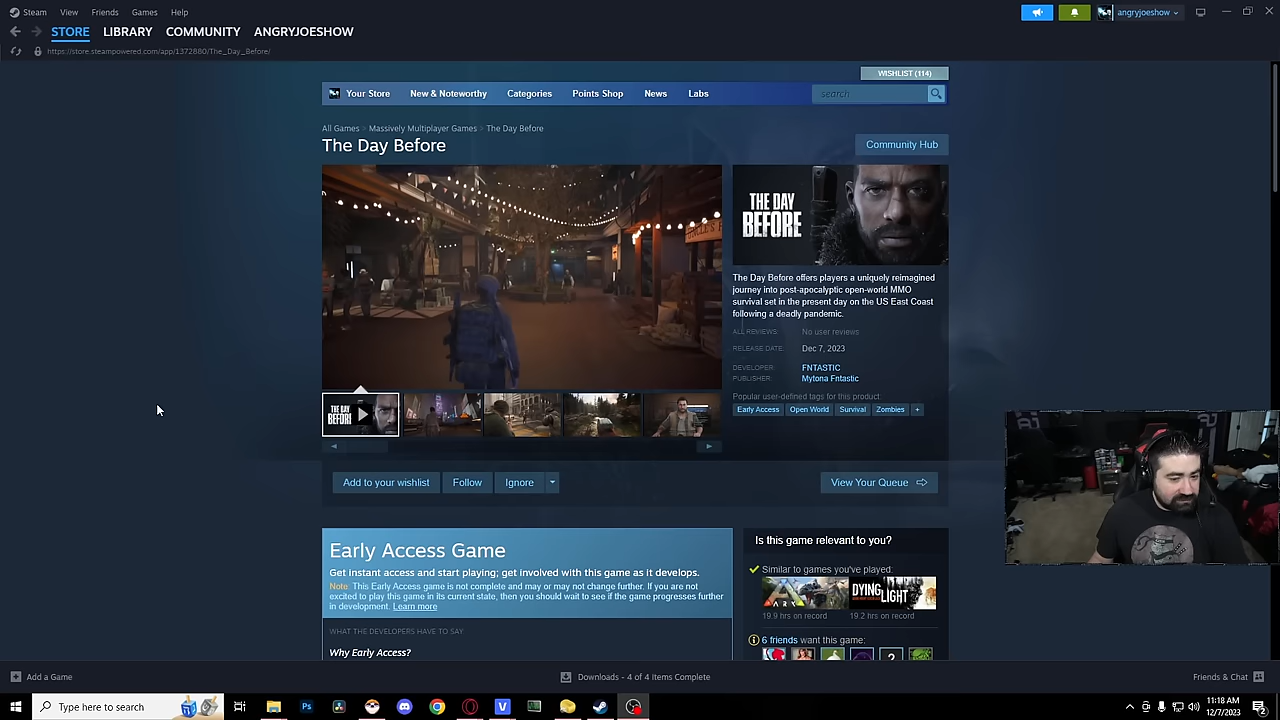 Steam View Friends Games Help
angryjoeshow
STORE LIBRARY COMMUNITY ANGRYJOESHOW
https://store.steampowered.com/app/1372880/The_Day_Before/
WISHLIST (114)
Your Store New & Noteworthy Categories Points Shop News Labs
search
All Games > Massively Multiplayer Games > The Day Before
The Day Before
Community Hub
THE DAY
BEFORE
The Day Before offers players a uniquely reimagined
journey into post-apocalyptic open-world MMO
survival set in the present day on the US East Coast
following a deadly pandemic.
ALL REVIEWS: No user reviews
RELEASE DATE: Dec 7, 2023
DEVELOPER: FNTASTIC
PUBLISHER: Mytona Fntastic
Popular user-defined tags for this product:
Early Access Open World Survival Zombies +
THE DAY
BEFORE
Add to your wishlist Follow Ignore
View Your Queue
Early Access Game
Get instant access and start playing; get involved with this game as it develops.
Note: This Early Access game is not complete and may or may not change further. If you are not
excited to play this game in its current state, then you should wait to see if the game progresses further
in development. Learn more
WHAT THE DEVELOPERS HAVE TO SAY:
Why Early Access?
Is this game relevant to you?
Similar to games you've played:
ARK
DYING LIGHT
19.9 hrs on record 19.2 hrs on record
6 friends want this game:
?
Add a Game
Downloads - 4 of 4 Items Complete
Friends & Chat
Type here to search
11:18 AM
12/7/2023